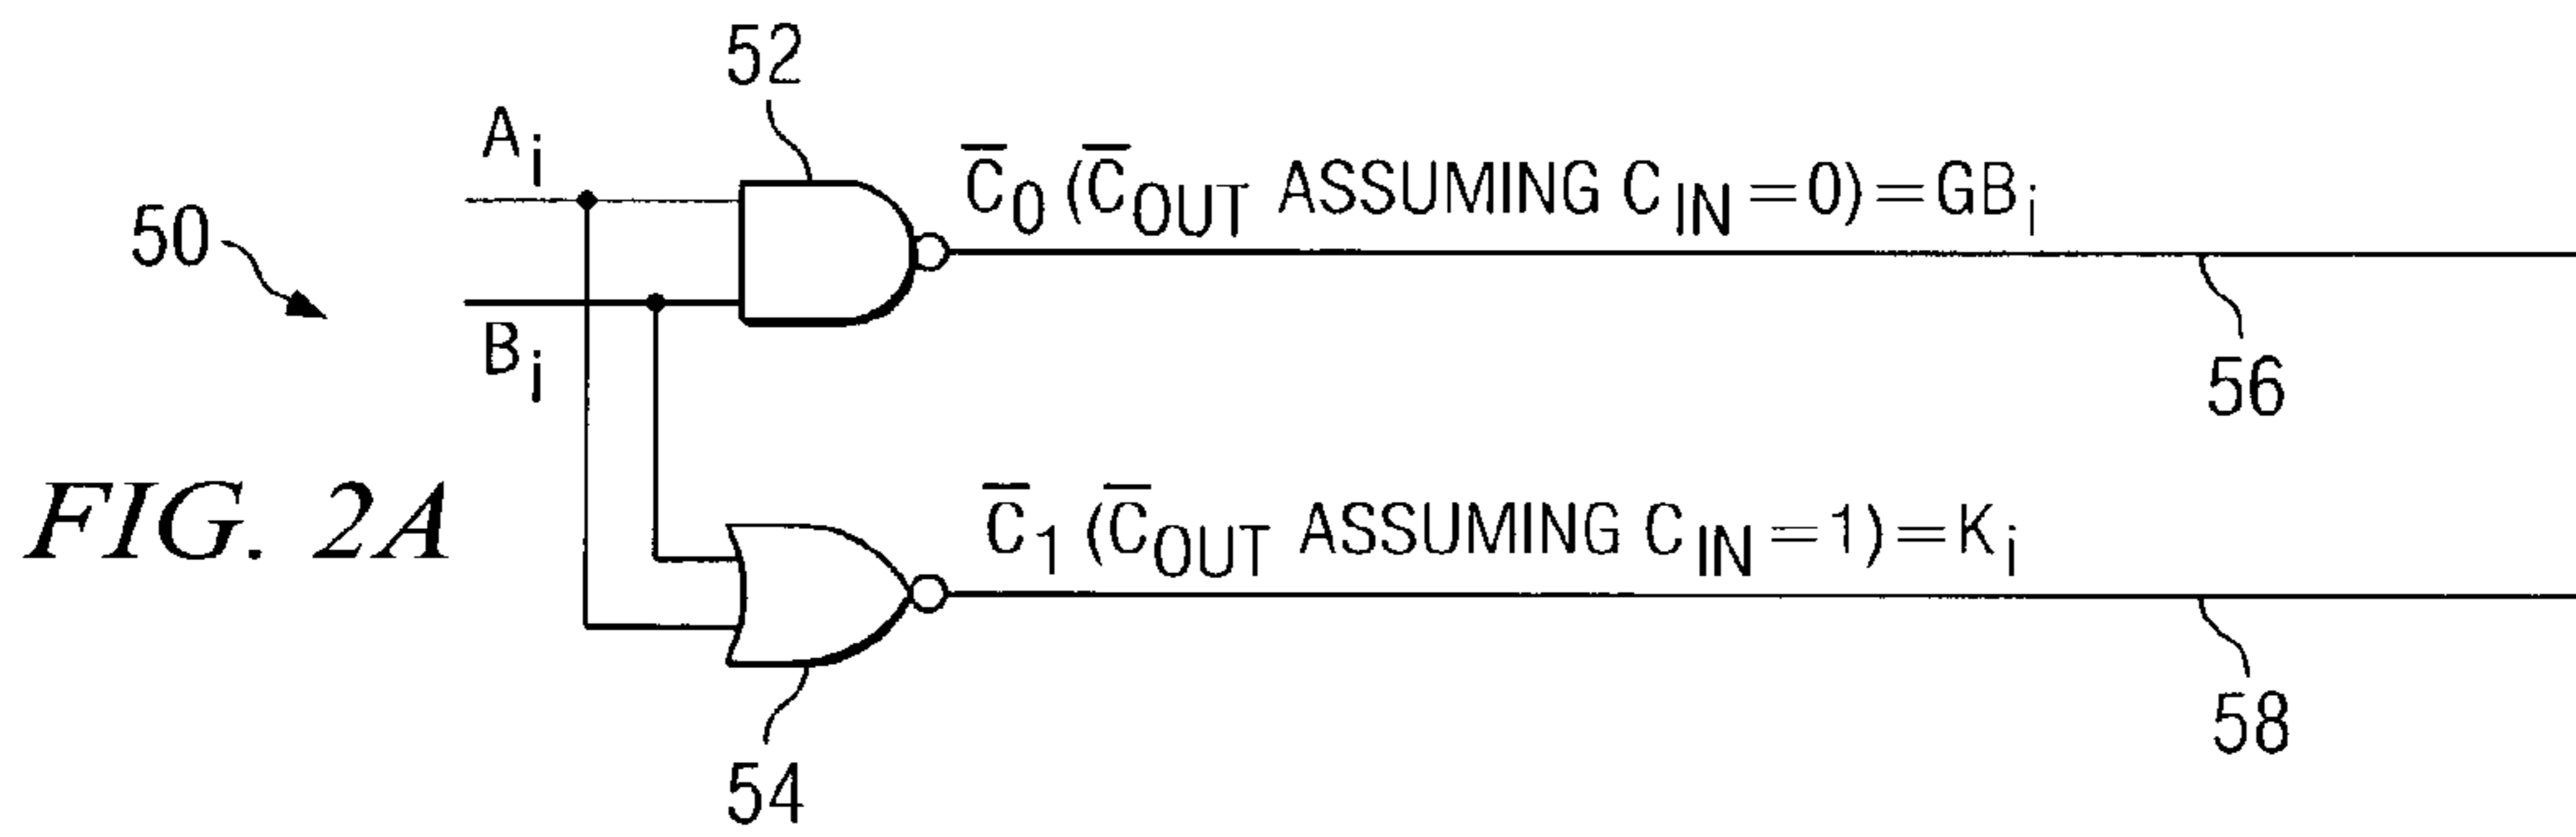 52
A_i
C̅_0 (C̅_OUT ASSUMING C_IN = 0) = GB_i
50
B_i
56
FIG. 2A
C̅_1 (C̅_OUT ASSUMING C_IN = 1) = K_i
58
54